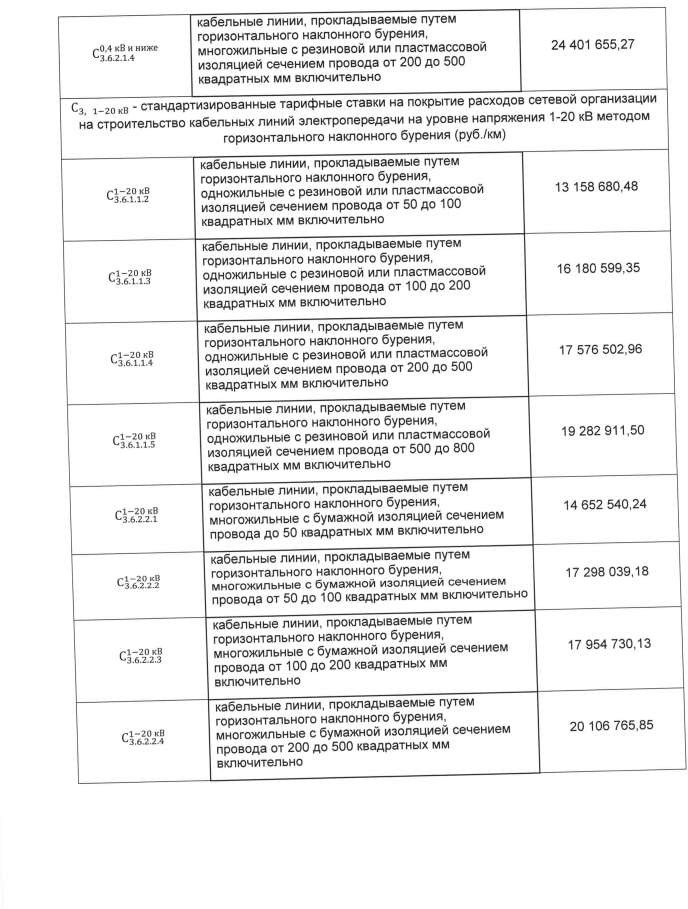 кабельные линии, прокладываемые путем
горизонтального наклонного бурения,
многожильные с резиновой или пластмассовой
изоляцией сечением провода от 200 до 500
квадратных мм включительно
С 0,4 кВ и ниже 3.6.2.1.4
24 401 655,27
С3, 1−20 кВ - стандартизированные тарифные ставки на покрытие расходов сетевой организации
на строительство кабельных линий электропередачи на уровне напряжения 1-20 кВ методом
горизонтального наклонного бурения (руб./км)
С 1−20 кВ 3.6.1.1.2
кабельные линии, прокладываемые путем
горизонтального наклонного бурения,
одножильные с резиновой или пластмассовой
изоляцией сечением провода от 50 до 100
квадратных мм включительно
13 158 680,48
С 1−20 кВ 3.6.1.1.3
кабельные линии, прокладываемые путем
горизонтального наклонного бурения,
одножильные с резиновой или пластмассовой
изоляцией сечением провода от 100 до 200
квадратных мм включительно
16 180 599,35
С 1−20 кВ 3.6.1.1.4
кабельные линии, прокладываемые путем
горизонтального наклонного бурения,
одножильные с резиновой или пластмассовой
изоляцией сечением провода от 200 до 500
квадратных мм включительно
17 576 502,96
С 1−20 кВ 3.6.1.1.5
кабельные линии, прокладываемые путем
горизонтального наклонного бурения,
одножильные с резиновой или пластмассовой
изоляцией сечением провода от 500 до 800
квадратных мм включительно
19 282 911,50
С 1−20 кВ 3.6.2.2.1
кабельные линии, прокладываемые путем
горизонтального наклонного бурения,
многожильные с бумажной изоляцией сечением
провода до 50 квадратных мм включительно
14 652 540,24
С 1−20 кВ 3.6.2.2.2
кабельные линии, прокладываемые путем
горизонтального наклонного бурения,
многожильные с бумажной изоляцией сечением
провода от 50 до 100 квадратных мм включительно
17 298 039,18
С 1−20 кВ 3.6.2.2.3
кабельные линии, прокладываемые путем
горизонтального наклонного бурения,
многожильные с бумажной изоляцией сечением
провода от 100 до 200 квадратных мм
включительно
17 954 730,13
С 1−20 кВ 3.6.2.2.4
кабельные линии, прокладываемые путем
горизонтального наклонного бурения,
многожильные с бумажной изоляцией сечением
провода от 200 до 500 квадратных мм
включительно
20 106 765,85